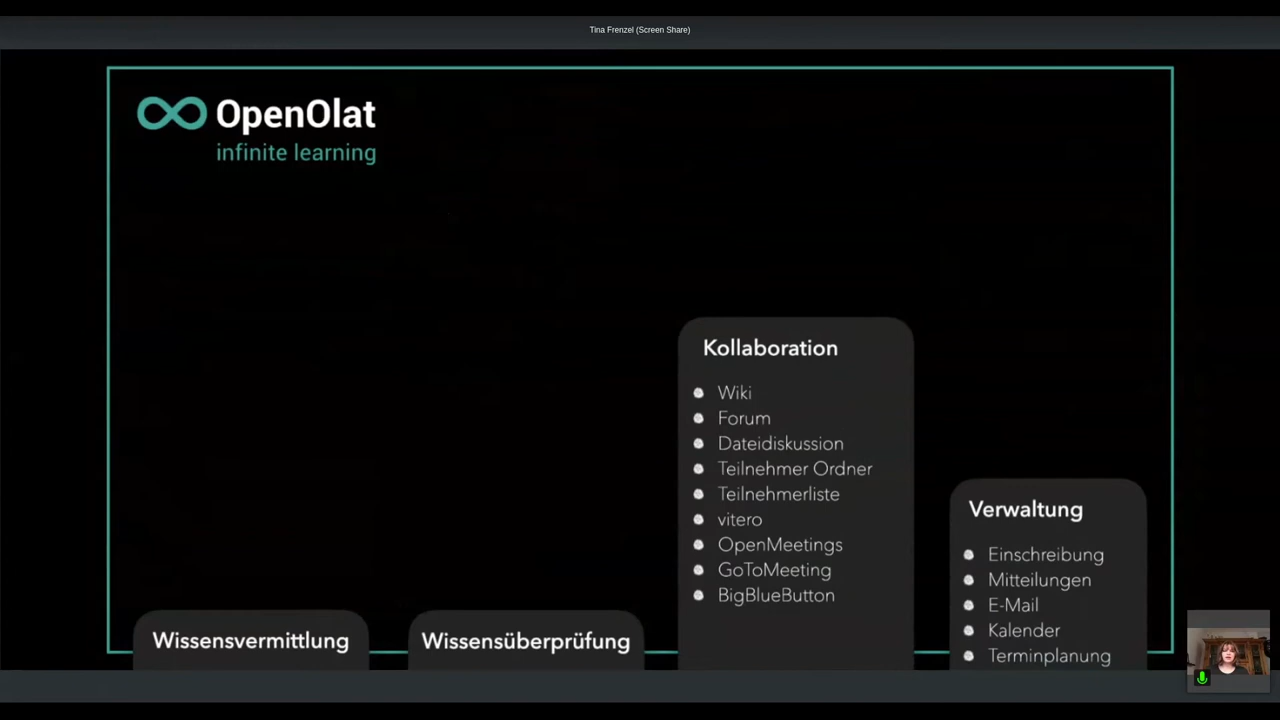 Tina Frenzel (Screen Share)
OpenOlat
infinite learning
Kollaboration
Wiki
Forum
Dateidiskussion
Teilnehmer Ordner
Teilnehmerliste
vitero
OpenMeetings
GoToMeeting
BigBlueButton
Verwaltung
Einschreibung
Mitteilungen
E-Mail
Kalender
Terminplanung
Wissensvermittlung
Wissensüberprüfung